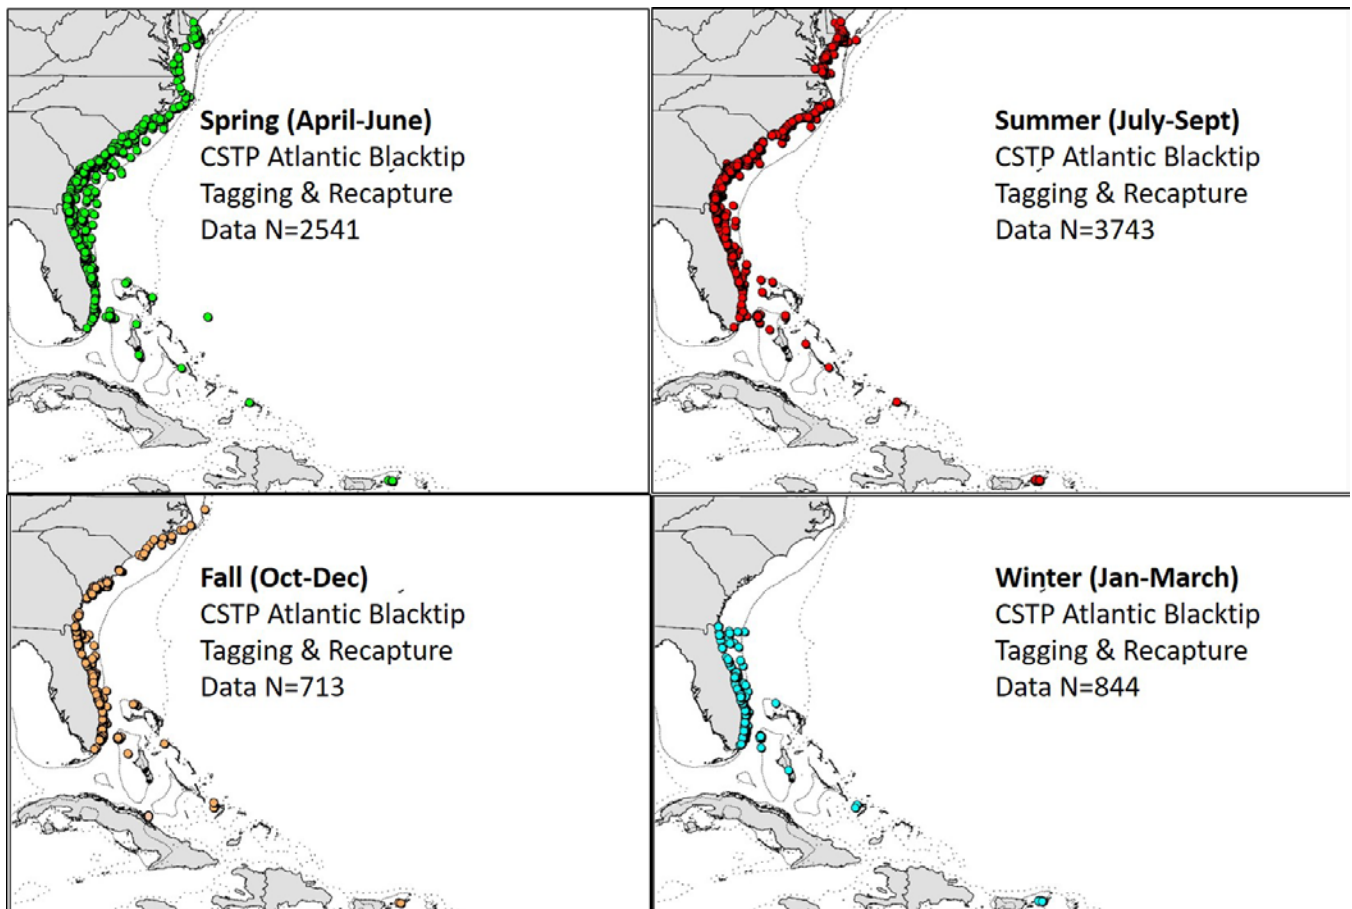 Spring (April-June)
CSTP Atlantic Blacktip
Tagging & Recapture
Data N=2541
Summer (July-Sept)
CSTP Atlantic Blacktip
Tagging & Recapture
Data N=3743
Fall (Oct-Dec)
CSTP Atlantic Blacktip
Tagging & Recapture
Data N=713
Winter (Jan-March)
CSTP Atlantic Blacktip
Tagging & Recapture
Data N=844